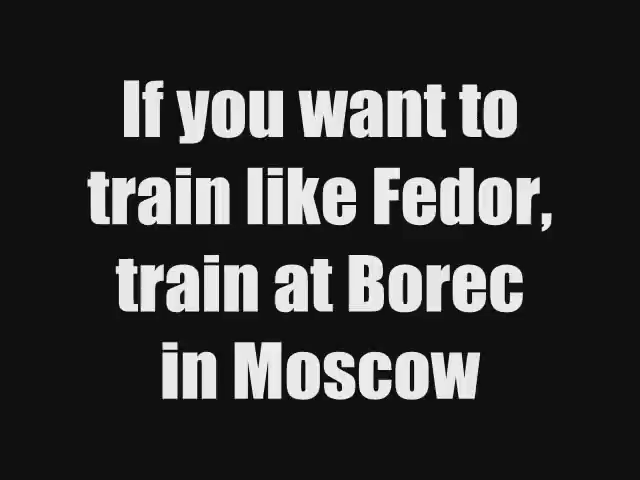 If you want to
train like Fedor,
train at Borec
in Moscow